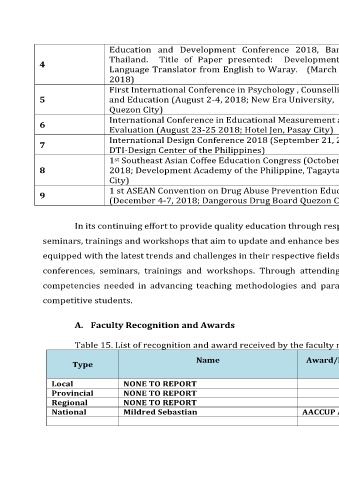 Education and Development Conference 2018, Ban
4
Thailand. Title of Paper presented: Development
Language Translator from English to Waray. (March
2018)
First International Conference in Psychology , Counselli
5
and Education (August 2-4, 2018; New Era University,
Quezon City)
6
International Conference in Educational Measurement a
Evaluation (August 23-25 2018; Hotel Jen, Pasay City)
7
International Design Conference 2018 (September 21, 2
DTI-Design Center of the Philippines)
1st Southeast Asian Coffee Education Congress (October
8
2018; Development Academy of the Philippine, Tagayta
City)
9
1 st ASEAN Convention on Drug Abuse Prevention Educ
(December 4-7, 2018; Dangerous Drug Board Quezon C
In its continuing effort to provide quality education through resp
seminars, trainings and workshops that aim to update and enhance bes
equipped with the latest trends and challenges in their respective fields
conferences, seminars, trainings and workshops. Through attending
competencies needed in advancing teaching methodologies and para
competitive students.
A. Faculty Recognition and Awards
Table 15. List of recognition and award received by the faculty r
Type Name Award/
Local NONE TO REPORT
Provincial NONE TO REPORT
Regional NONE TO REPORT
National Mildred Sebastian AACCUP